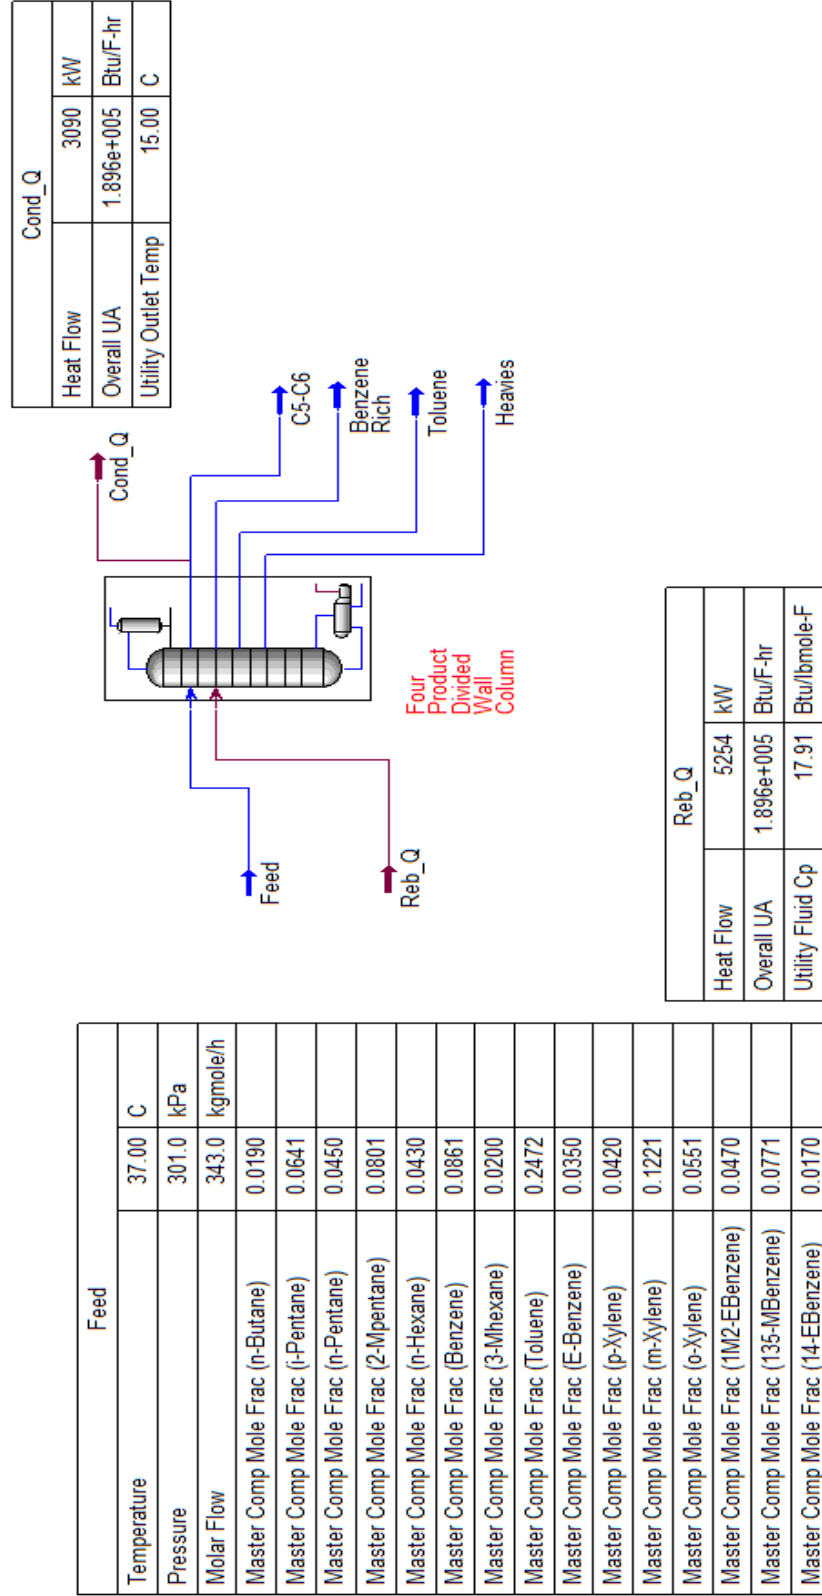 Feed
Temperature 37.00 C
Pressure 301.0 kPa
Molar Flow 343.0 kgmole/h
Master Comp Mole Frac (n-Butane) 0.0190
Master Comp Mole Frac (i-Pentane) 0.0641
Master Comp Mole Frac (n-Pentane) 0.0450
Master Comp Mole Frac (2-Mpentane) 0.0801
Master Comp Mole Frac (n-Hexane) 0.0430
Master Comp Mole Frac (Benzene) 0.0861
Master Comp Mole Frac (3-Mhexane) 0.0200
Master Comp Mole Frac (Toluene) 0.2472
Master Comp Mole Frac (E-Benzene) 0.0350
Master Comp Mole Frac (p-Xylene) 0.0420
Master Comp Mole Frac (m-Xylene) 0.1221
Master Comp Mole Frac (o-Xylene) 0.0551
Master Comp Mole Frac (1M2-EBenzene) 0.0470
Master Comp Mole Frac (135-MBenzene) 0.0771
Master Comp Mole Frac (14-EBenzene) 0.0170
Feed
Reb_Q
Four
Product
Divided
Wall
Column
Cond_Q
C5-C6
Benzene
Rich
Toluene
Heavies
Cond_Q
Heat Flow 3090 kW
Overall UA 1.896e+005 Btu/F-hr
Utility Outlet Temp 15.00 C
Reb_Q
Heat Flow 5254 kW
Overall UA 1.896e+005 Btu/F-hr
Utility Fluid Cp 17.91 Btu/lbmole-F